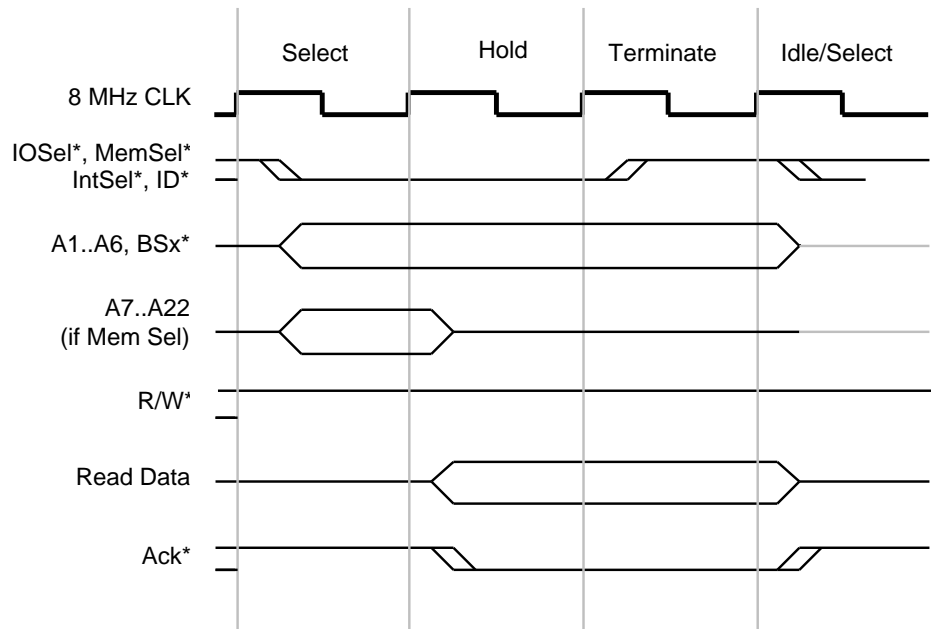 Select Hold Terminate Idle/Select
8 MHz CLK
IOSel*, MemSel*
IntSel*, ID*
A1..A6, BSx*
A7..A22
(if Mem Sel)
R/W*
Read Data
Ack*